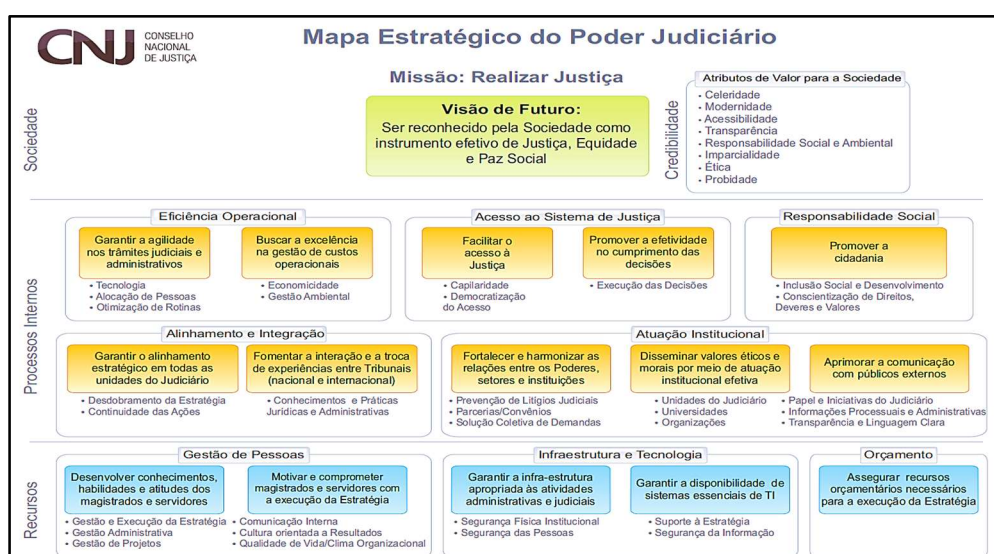 CNJ
CONSELHO
NACIONAL
DE JUSTIÇA
Mapa Estratégico do Poder Judiciário
Missão: Realizar Justiça
Sociedade
Visão de Futuro:
Ser reconhecido pela Sociedade como
instrumento efetivo de Justiça, Equidade
e Paz Social
Credibilidade
Atributos de Valor para a Sociedade
• Celeridade
• Modernidade
• Acessibilidade
• Transparência
• Responsabilidade Social e Ambiental
• Imparcialidade
• Ética
• Probidade
Processos Internos
Eficiência Operacional
Garantir a agilidade
nos trâmites judiciais e
administrativos
• Tecnologia
• Alocação de Pessoas
• Otimização de Rotinas
Buscar a excelência
na gestão de custos
operacionais
• Economicidade
• Gestão Ambiental
Acesso ao Sistema de Justiça
Facilitar o
acesso à
Justiça
• Capilaridade
• Democratização
do Acesso
Promover a efetividade
no cumprimento das
decisões
• Execução das Decisões
Responsabilidade Social
Promover a
cidadania
• Inclusão Social e Desenvolvimento
• Conscientização de Direitos,
Deveres e Valores
Alinhamento e Integração
Garantir o alinhamento
estratégico em todas as
unidades do Judiciário
• Desdobramento da Estratégia
• Continuidade das Ações
Fomentar a interação e a troca
de experiências entre Tribunais
(nacional e internacional)
• Conhecimentos e Práticas
Jurídicas e Administrativas
Atuação Institucional
Fortalecer e harmonizar as
relações entre os Poderes,
setores e instituições
• Prevenção de Litígios Judiciais
• Parcerias/Convênios
• Solução Coletiva de Demandas
Disseminar valores éticos e
morais por meio de atuação
institucional efetiva
• Unidades do Judiciário
• Universidades
• Organizações
Aprimorar a comunicação
com públicos externos
• Papel e Iniciativas do Judiciário
• Informações Processuais e Administrativas
• Transparência e Linguagem Clara
Recursos
Gestão de Pessoas
Desenvolver conhecimentos,
habilidades e atitudes dos
magistrados e servidores
• Gestão e Execução da Estratégia
• Gestão Administrativa
• Gestão de Projetos
Motivar e comprometer
magistrados e servidores com
a execução da Estratégia
• Comunicação Interna
• Cultura orientada a Resultados
• Qualidade de Vida/Clima Organizacional
Infraestrutura e Tecnologia
Garantir a infra-estrutura
apropriada às atividades
administrativas e judiciais
• Segurança Física Institucional
• Segurança das Pessoas
Garantir a disponibilidade de
sistemas essenciais de TI
• Suporte à Estratégia
• Segurança da Informação
Orçamento
Assegurar recursos
orçamentários necessários
para a execução da Estratégia